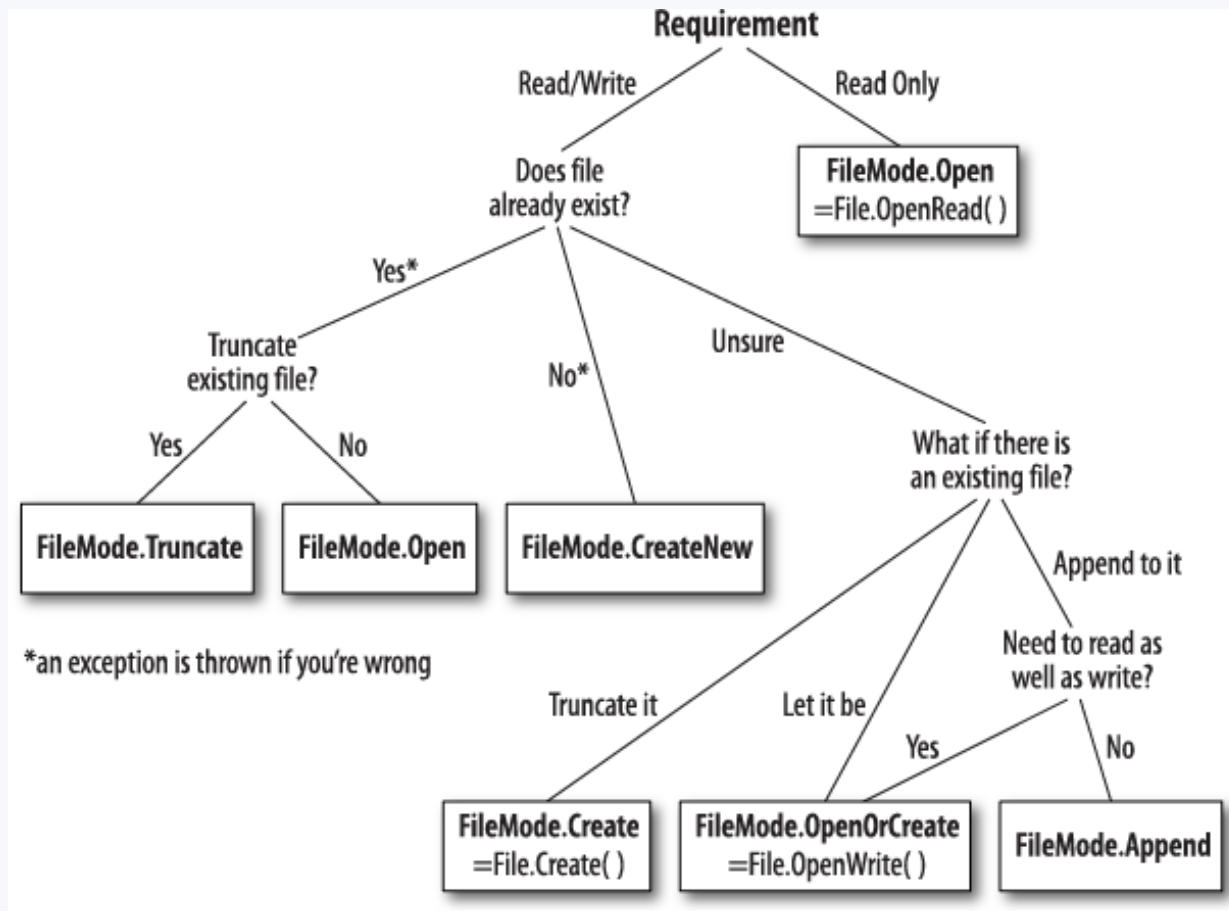 Requirement
Read/Write
Read Only
Does file
already exist?
FileMode.Open
=File.OpenRead( )
Yes*
Truncate
existing file?
No*
Unsure
Yes
No
What if there is
an existing file?
FileMode.Truncate
FileMode.Open
FileMode.CreateNew
Append to it
*an exception is thrown if you're wrong
Need to read as
well as write?
Truncate it
Let it be
Yes
No
FileMode.Create
=File.Create( )
FileMode.OpenOrCreate
=File.OpenWrite( )
FileMode.Append